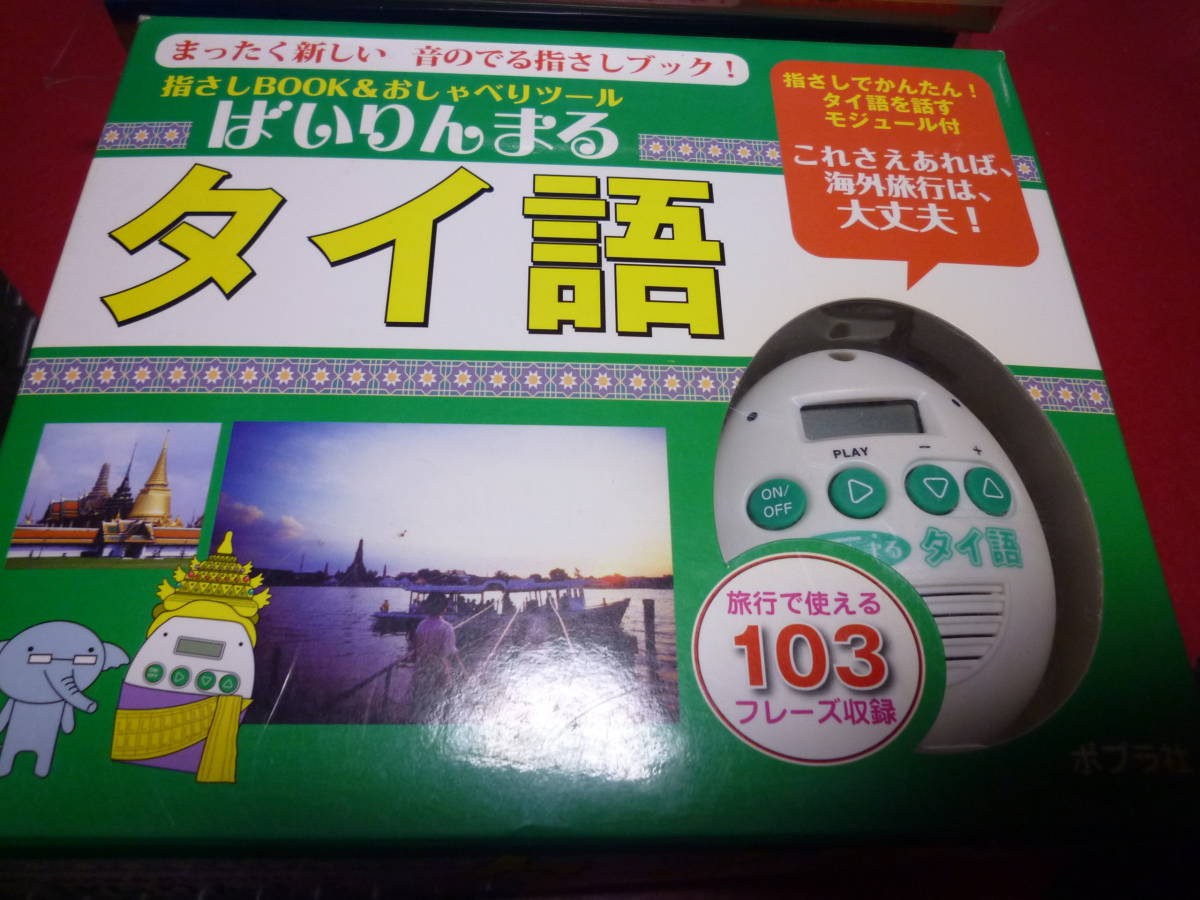 まったく新しい 音のでる指さしブック！
指さしBOOK＆おしゃべりツール
ばいりんまる
タイ語
指さしでかんたん！
タイ語を話す
モジュール付
これさえあれば、
海外旅行は、
大丈夫！
PLAY
－
＋
ON/
OFF
まる
タイ語
旅行で使える
103
フレーズ収録
ポプラ社